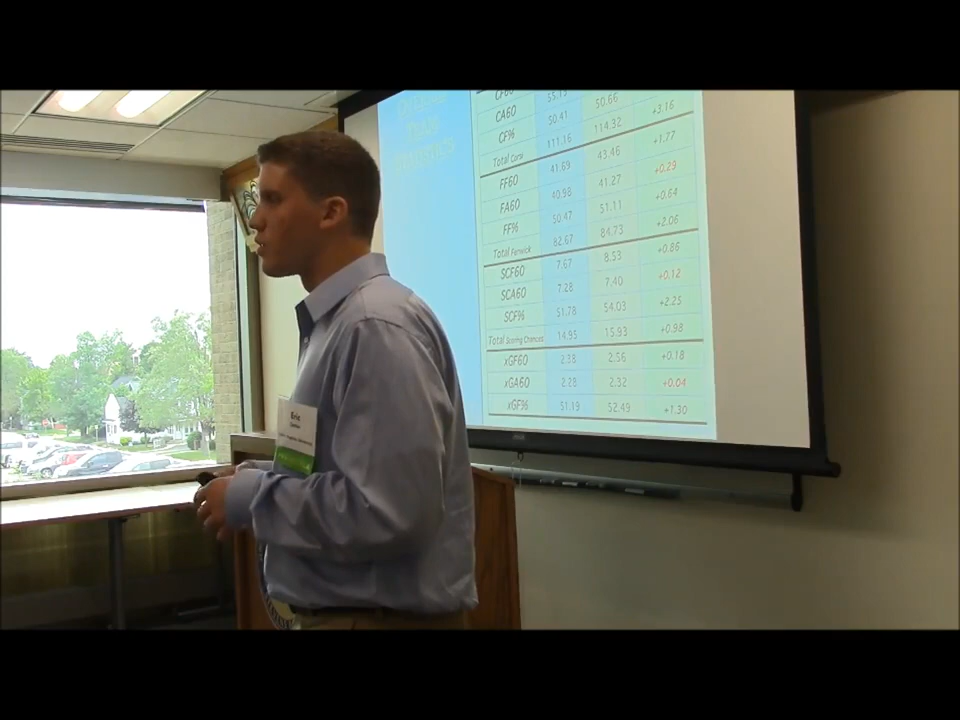 CF60
CA60
CF% 50.41 50.66
Total Corsi 111.16 114.32 +3.16
FF60 41.69 43.46 +1.77
FA60 40.98 41.27 +0.29
FF% 50.47 51.11 +0.64
Total Fenwick 82.67 84.73 +2.06
SCF60 7.67 8.53 +0.86
SCA60 7.28 7.40 +0.12
SCF% 51.78 54.03 +2.25
Total Scoring Chances 14.95 15.93 +0.98
xGF60 2.38 2.56 +0.18
xGA60 2.28 2.32 +0.04
xGF% 51.19 52.49 +1.30
Eric